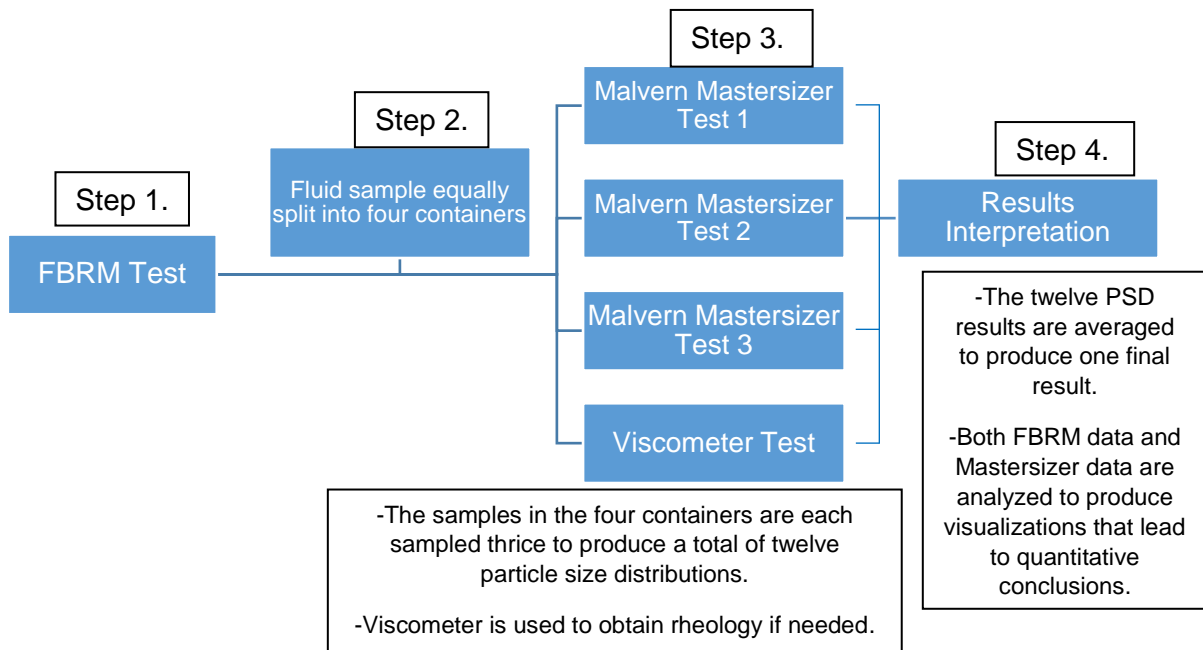 Step 1.
FBRM Test
Step 2.
Fluid sample equally
split into four containers
Step 3.
Malvern Mastersizer
Test 1
Malvern Mastersizer
Test 2
Malvern Mastersizer
Test 3
Viscometer Test
-The samples in the four containers are each
sampled thrice to produce a total of twelve
particle size distributions.
-Viscometer is used to obtain rheology if needed.
Step 4.
Results
Interpretation
-The twelve PSD
results are averaged
to produce one final
result.
-Both FBRM data and
Mastersizer data are
analyzed to produce
visualizations that lead
to quantitative
conclusions.